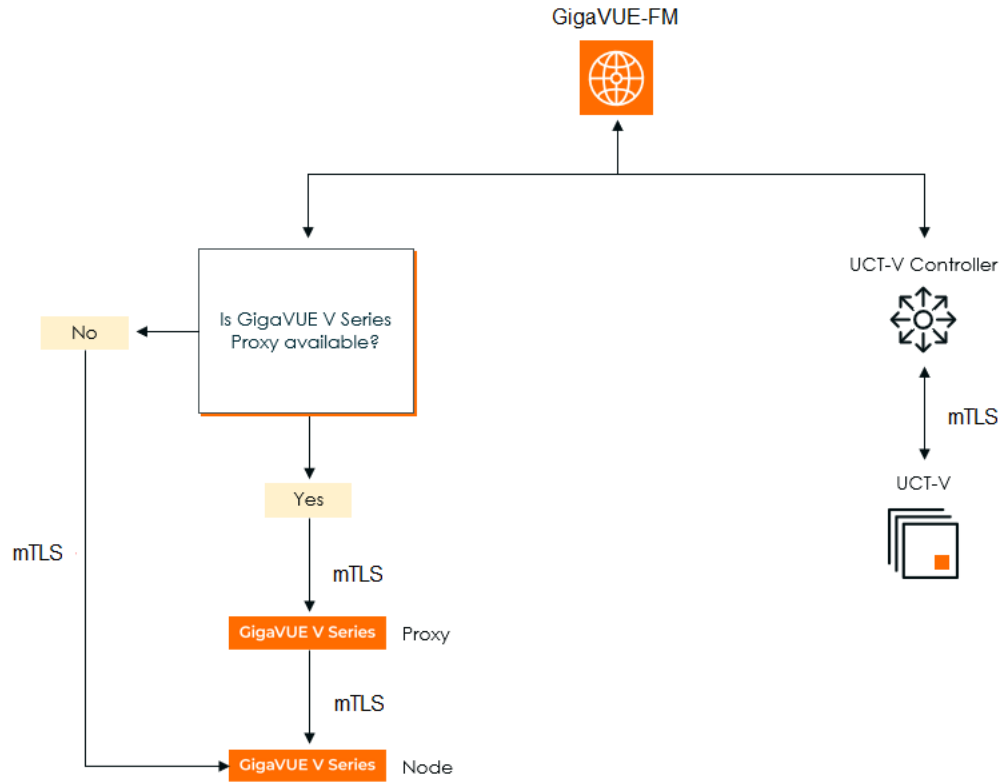 GigaVUE-FM
UCT-V Controller
Is GigaVUE V Series
Proxy available?
No
mTLS
UCT-V
Yes
mTLS
mTLS
GigaVUE V Series Proxy
mTLS
GigaVUE V Series Node